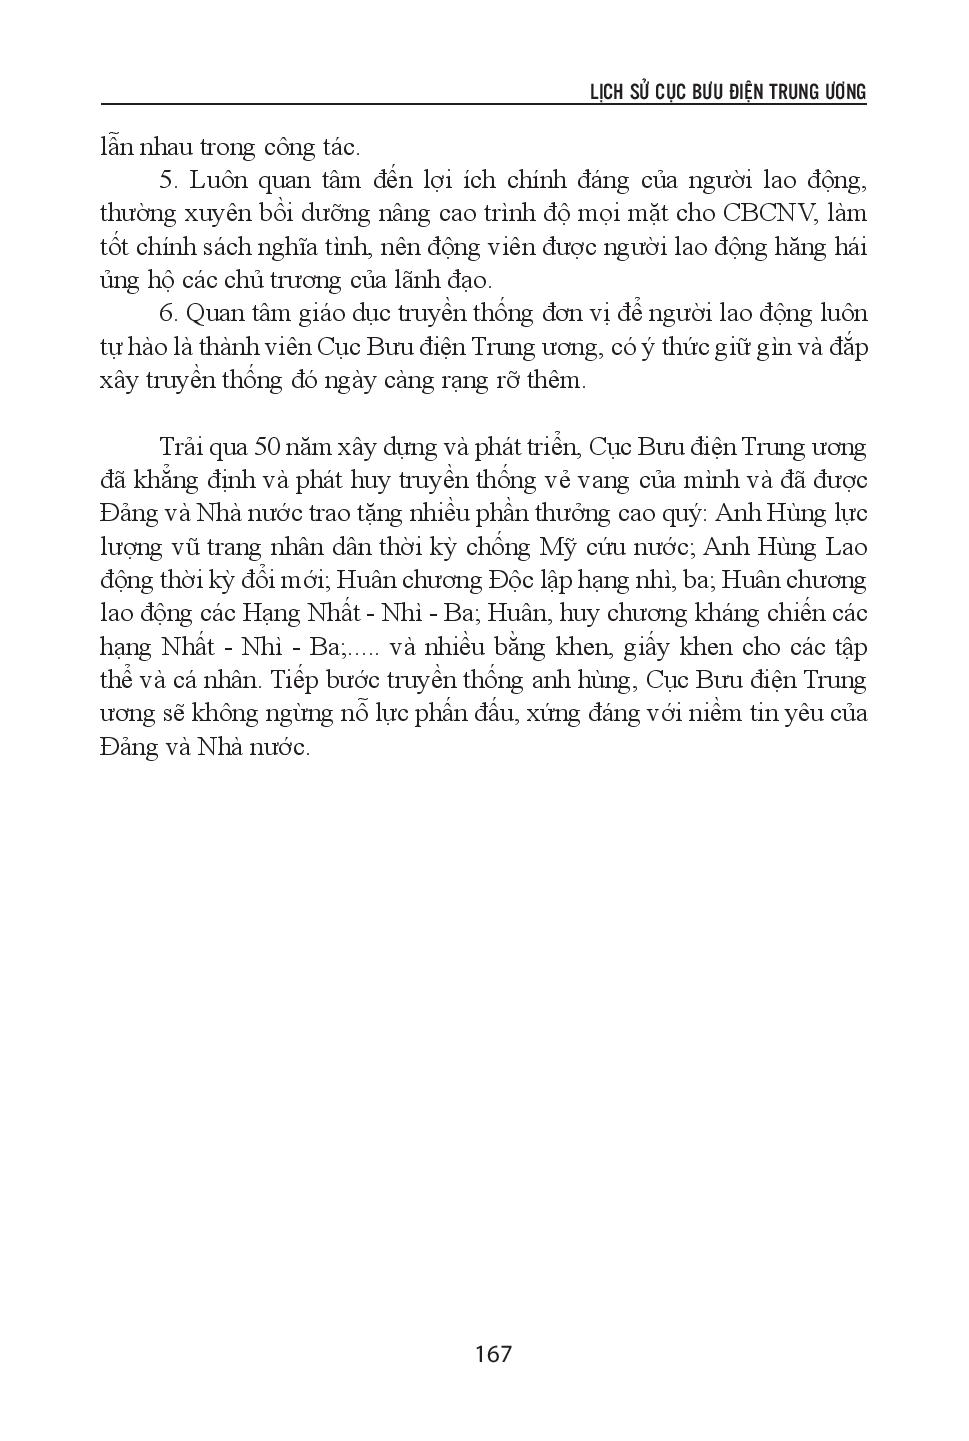 LỊCH SỬ CỤC BƯU ĐIỆN TRUNG ƯƠNG
lẫn nhau trong công tác.
5. Luôn quan tâm đến lợi ích chính đáng của người lao động,
thường xuyên bồi dưỡng nâng cao trình độ mọi mặt cho CBCNV, làm
tốt chính sách nghĩa tình, nên động viên được người lao động hăng hái
ủng hộ các chủ trương của lãnh đạo.
6. Quan tâm giáo dục truyền thống đơn vị để người lao động luôn
tự hào là thành viên Cục Bưu điện Trung ương, có ý thức giữ gìn và đắp
xây truyền thống đó ngày càng rạng rỡ thêm.
Trải qua 50 năm xây dựng và phát triển, Cục Bưu điện Trung ương
đã khẳng định và phát huy truyền thống vẻ vang của mình và đã được
Đảng và Nhà nước trao tặng nhiều phần thưởng cao quý: Anh Hùng lực
lượng vũ trang nhân dân thời kỳ chống Mỹ cứu nước; Anh Hùng Lao
động thời kỳ đổi mới; Huân chương Độc lập hạng nhì, ba; Huân chương
lao động các Hạng Nhất - Nhì - Ba; Huân, huy chương kháng chiến các
hạng Nhất - Nhì - Ba;..... và nhiều bằng khen, giấy khen cho các tập
thể và cá nhân. Tiếp bước truyền thống anh hùng, Cục Bưu điện Trung
ương sẽ không ngừng nỗ lực phấn đấu, xứng đáng với niềm tin yêu của
Đảng và Nhà nước.
167